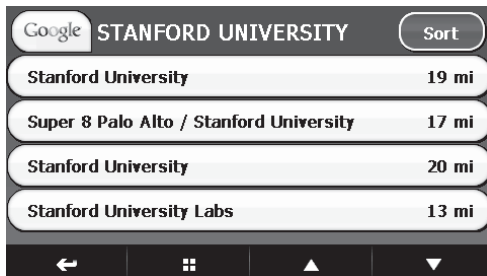 Google STANFORD UNIVERSITY Sort
Stanford University 19 mi
Super 8 Palo Alto / Stanford University 17 mi
Stanford University 20 mi
Stanford University Labs 13 mi